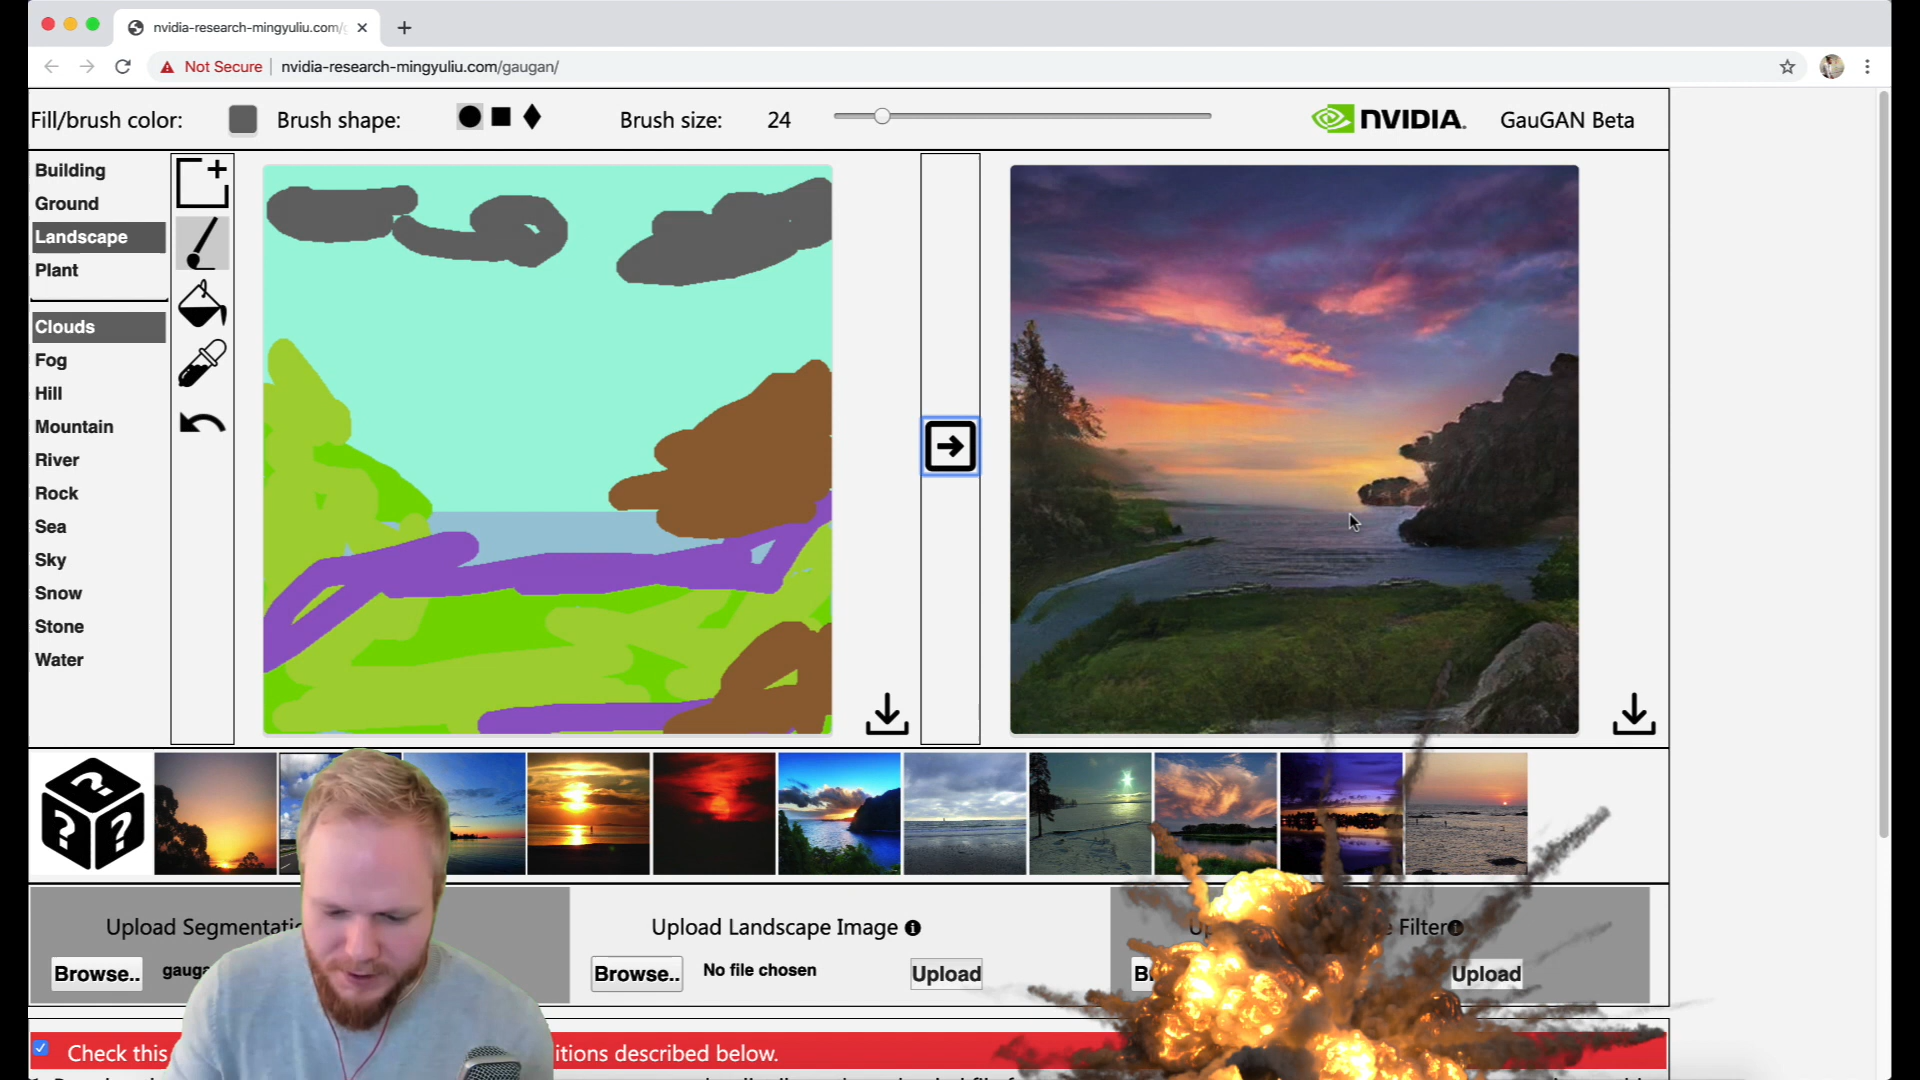 nvidia-research-mingyuliu.com/
Not Secure nvidia-research-mingyuliu.com/gaugan/
Fill/brush color: Brush shape: Brush size: 24 NVIDIA. GauGAN Beta
Building
Ground
Landscape
Plant
Clouds
Fog
Hill
Mountain
River
Rock
Sea
Sky
Snow
Stone
Water
? ? ?
Upload Landscape Image Filter
Browse.. Browse.. No file chosen Upload Upload
Check this itions described below.